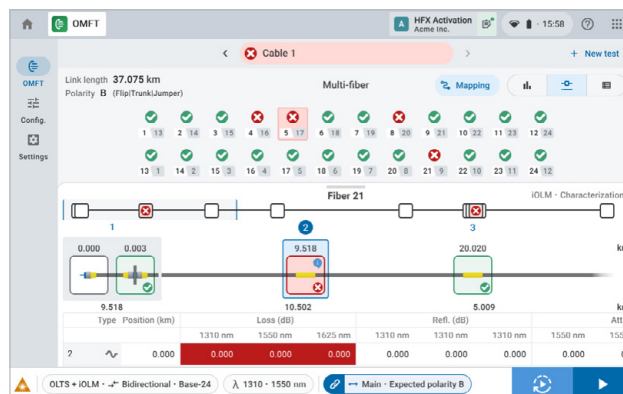 OMFT
HFX Activation
Acme Inc.
15:58
OMFT
Config.
Settings
Cable 1
+ New test
Link length 37.075 km
Polarity B (Flip|Trunk|Jumper)
Multi-fiber
Mapping
1 13 2 14 3 15 4 16 5 17 6 18 7 19 8 20 9 21 10 22 11 23 12 24
13 1 14 2 15 3 16 4 17 5 18 6 19 7 20 8 21 9 22 10 23 11 24 12
Fiber 21
iOLM · Characterization
1 2 3
0.000 0.003 9.518 20.020
9.518 10.502 5.009
Type Position (km) Loss (dB) Refl. (dB)
1310 nm 1550 nm 1625 nm 1310 nm 1310 nm 1310 nm 1550 nm
0.000 0.000 0.000 0.000 0.000 0.000 0.000 0.000
OLTS + iOLM · Bidirectional · Base-24
λ 1310 · 1550 nm
Main · Expected polarity B